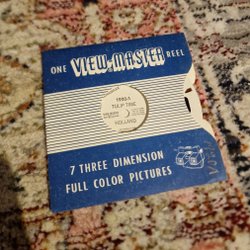 ONE VIEW-MASTER REEL
TULIP TIME
HOLLAND
7 THREE DIMENSION
FULL COLOR PICTURES